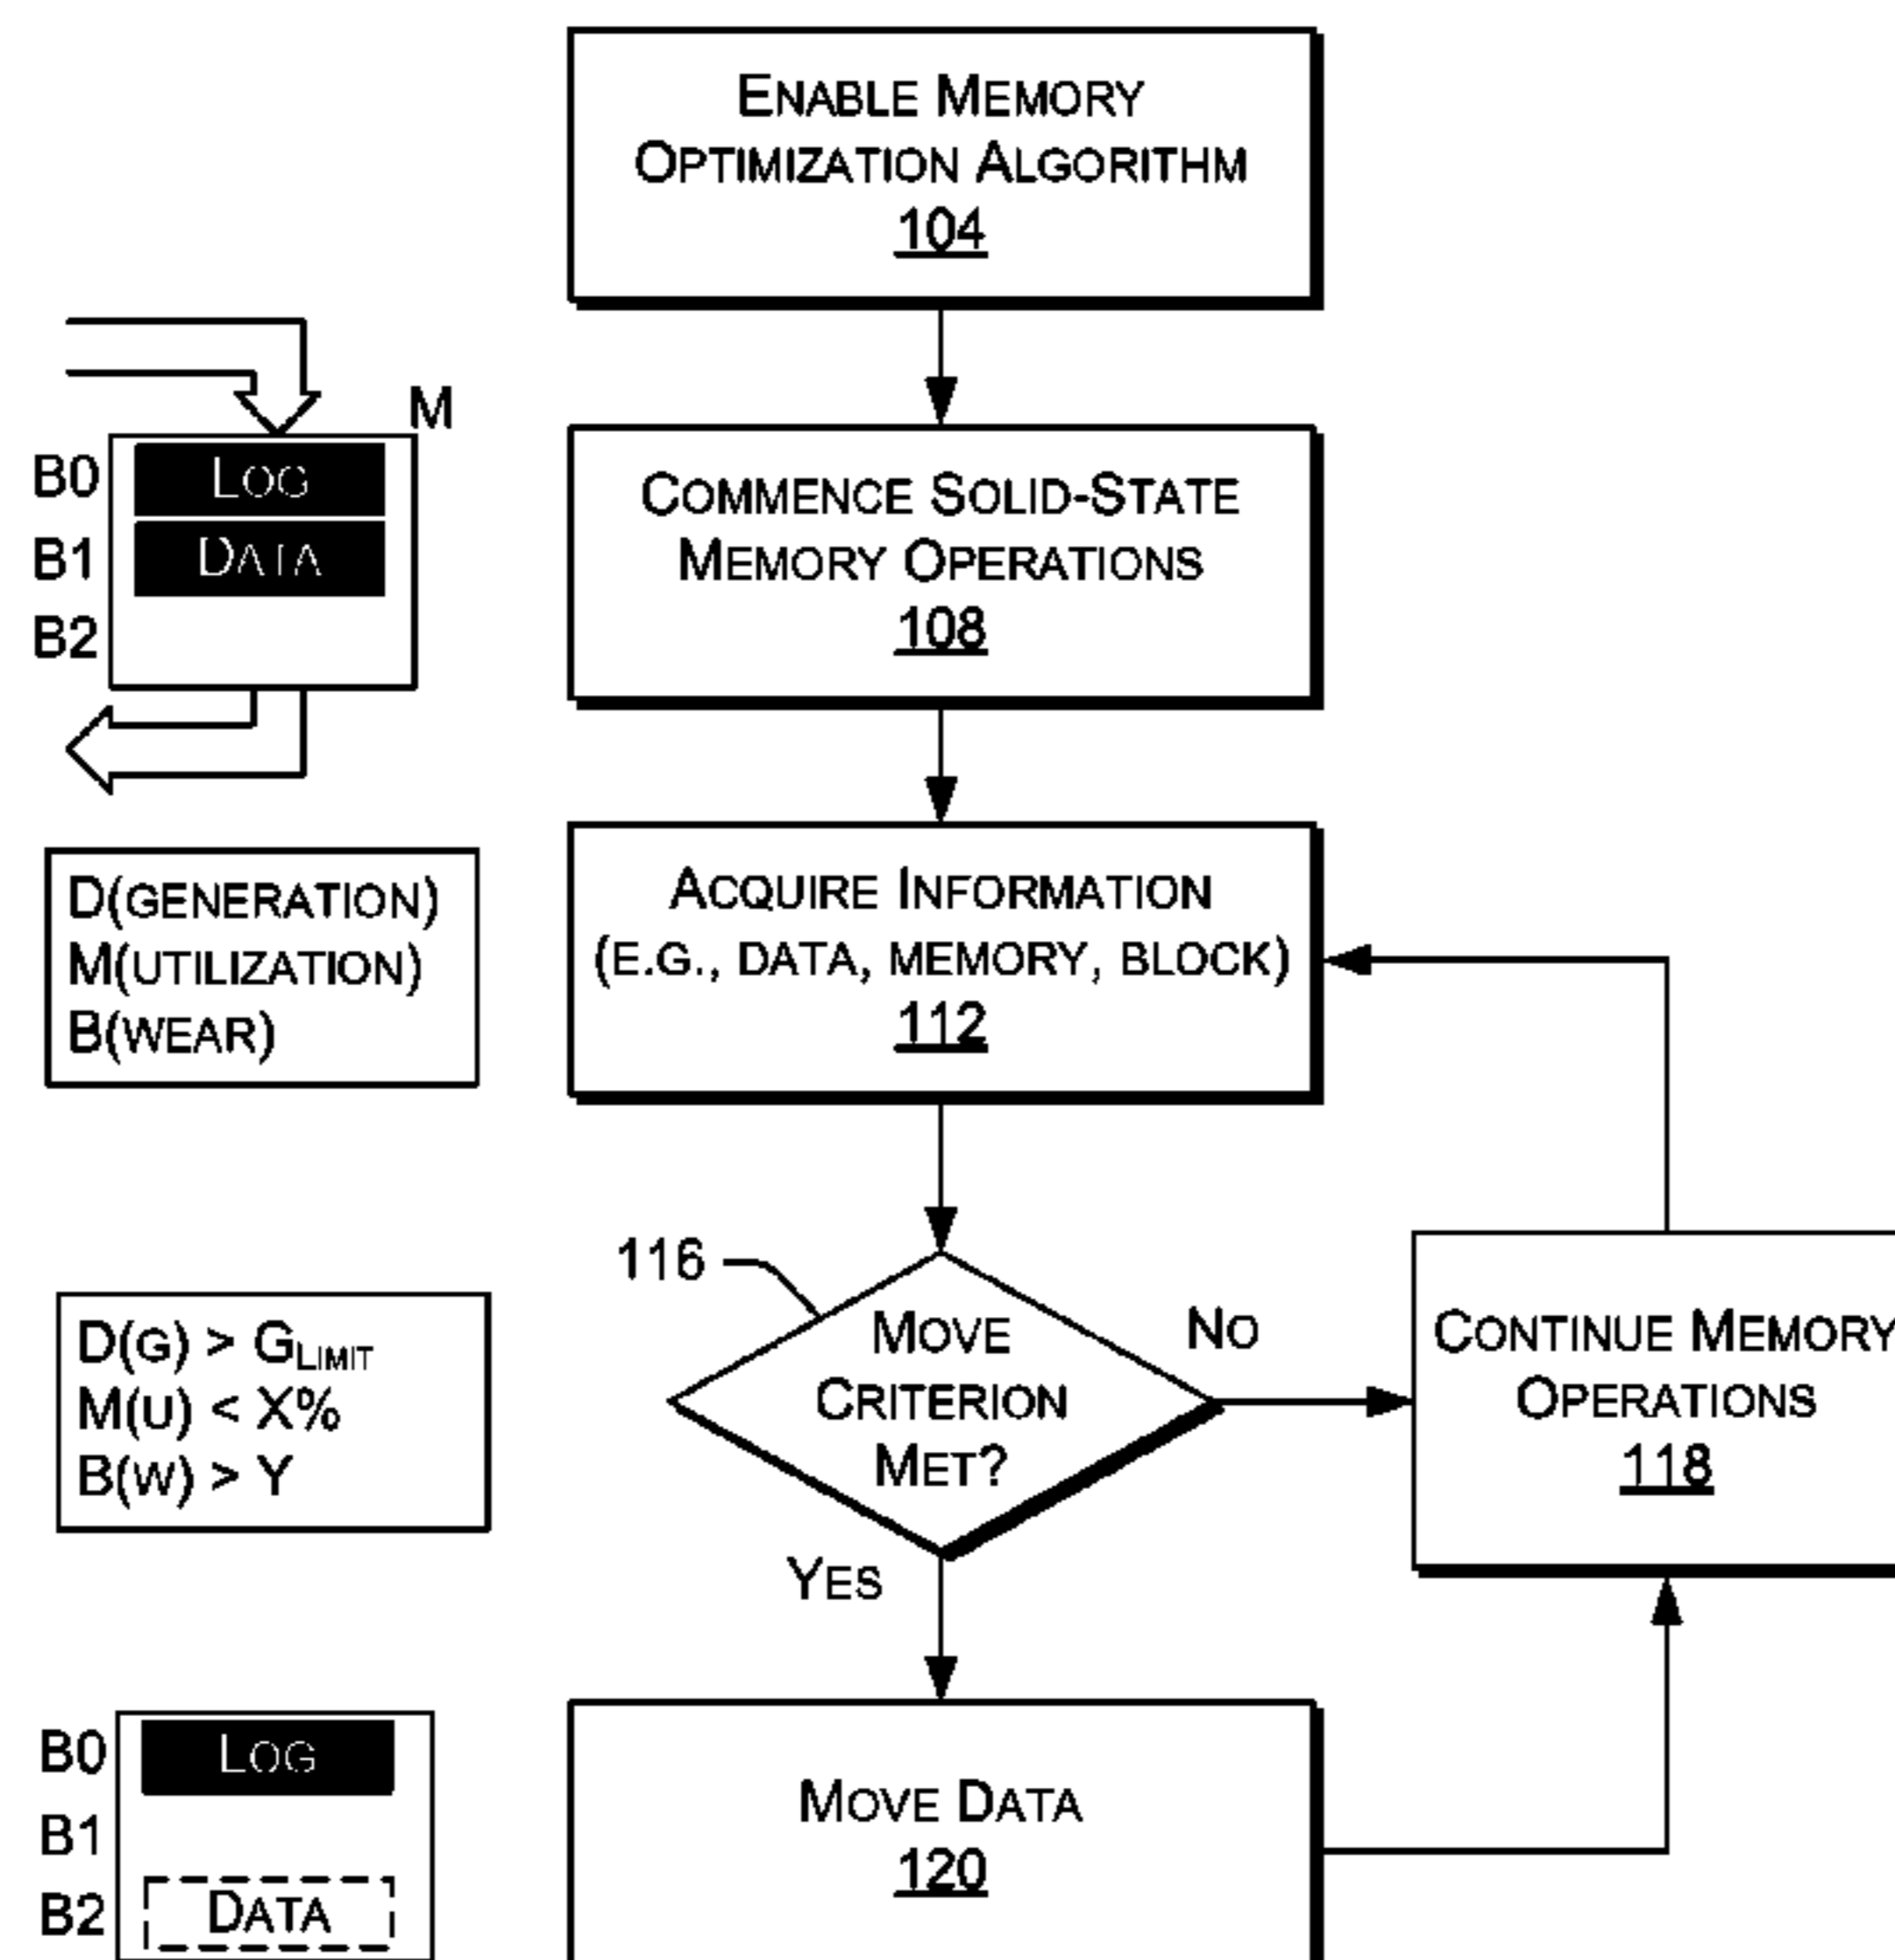 ENABLE MEMORY
OPTIMIZATION ALGORITHM
104
M
B0 LOG
B1 DATA
B2
COMMENCE SOLID-STATE
MEMORY OPERATIONS
108
D(GENERATION)
M(UTILIZATION)
B(WEAR)
ACQUIRE INFORMATION
(E.G., DATA, MEMORY, BLOCK)
112
116
D(G) > GLIMIT
M(U) < X%
B(W) > Y
MOVE
CRITERION
MET?
NO
YES
CONTINUE MEMORY
OPERATIONS
118
B0 LOG
B1
B2 DATA
MOVE DATA
120